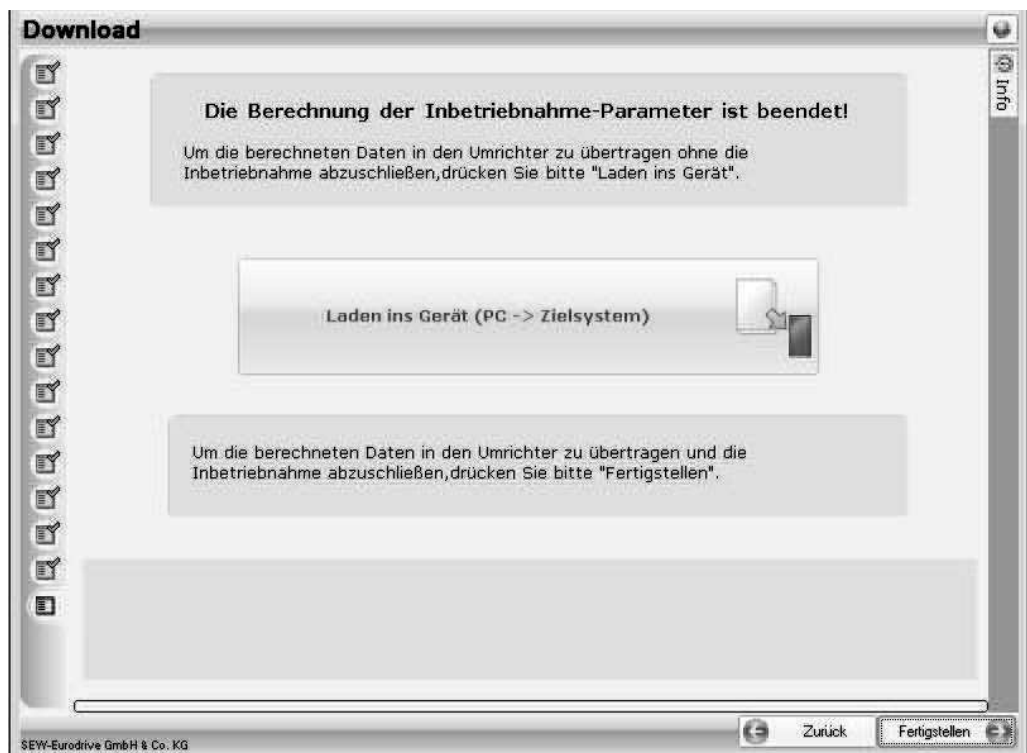 Download
Info
Die Berechnung der Inbetriebnahme-Parameter ist beendet!
Um die berechneten Daten in den Umrichter zu übertragen ohne die
Inbetriebnahme abzuschließen,drücken Sie bitte "Laden ins Gerät".
Laden ins Gerät (PC -> Zielsystem)
Um die berechneten Daten in den Umrichter zu übertragen und die
Inbetriebnahme abzuschließen,drücken Sie bitte "Fertigstellen".
Zurück
Fertigstellen
SEW-Eurodrive GmbH & Co. KG